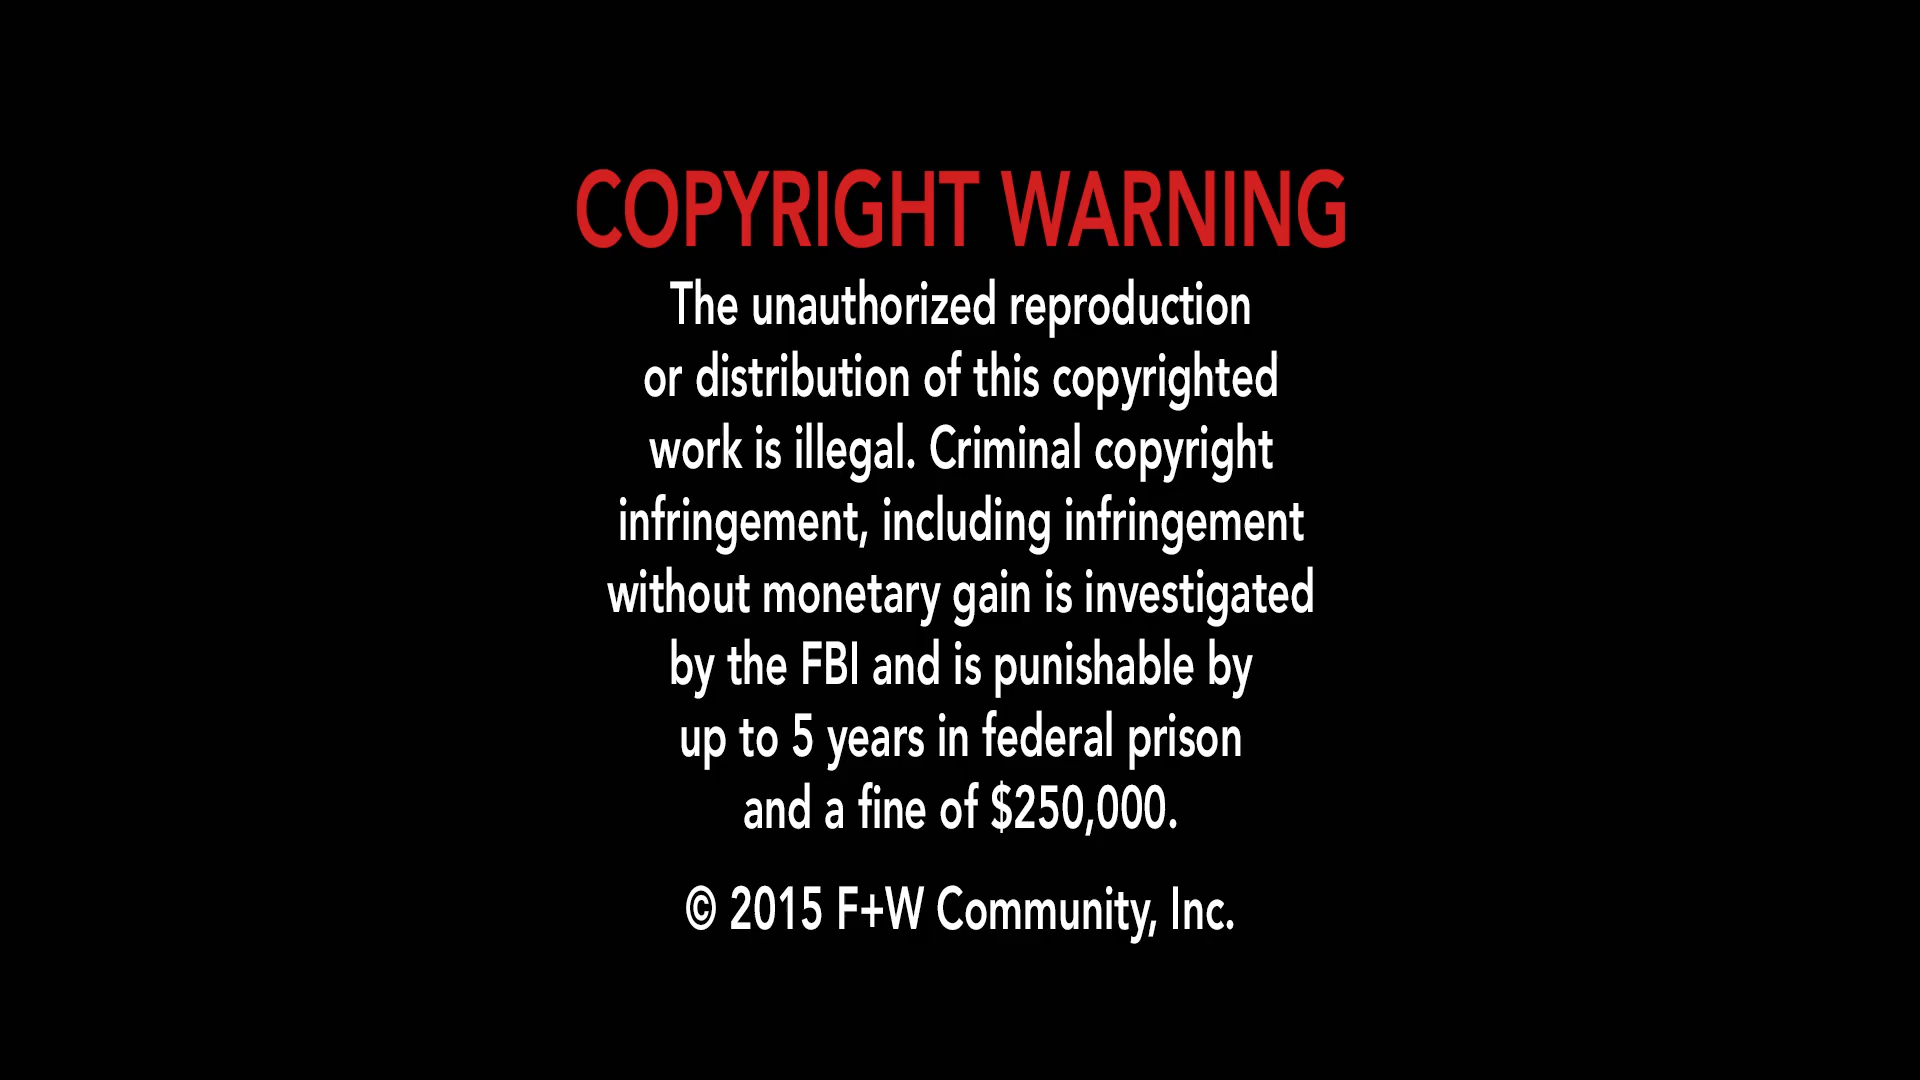 COPYRIGHT WARNING
The unauthorized reproduction
or distribution of this copyrighted
work is illegal. Criminal copyright
infringement, including infringement
without monetary gain is investigated
by the FBI and is punishable by
up to 5 years in federal prison
and a fine of $250,000.
© 2015 F+W Community, Inc.